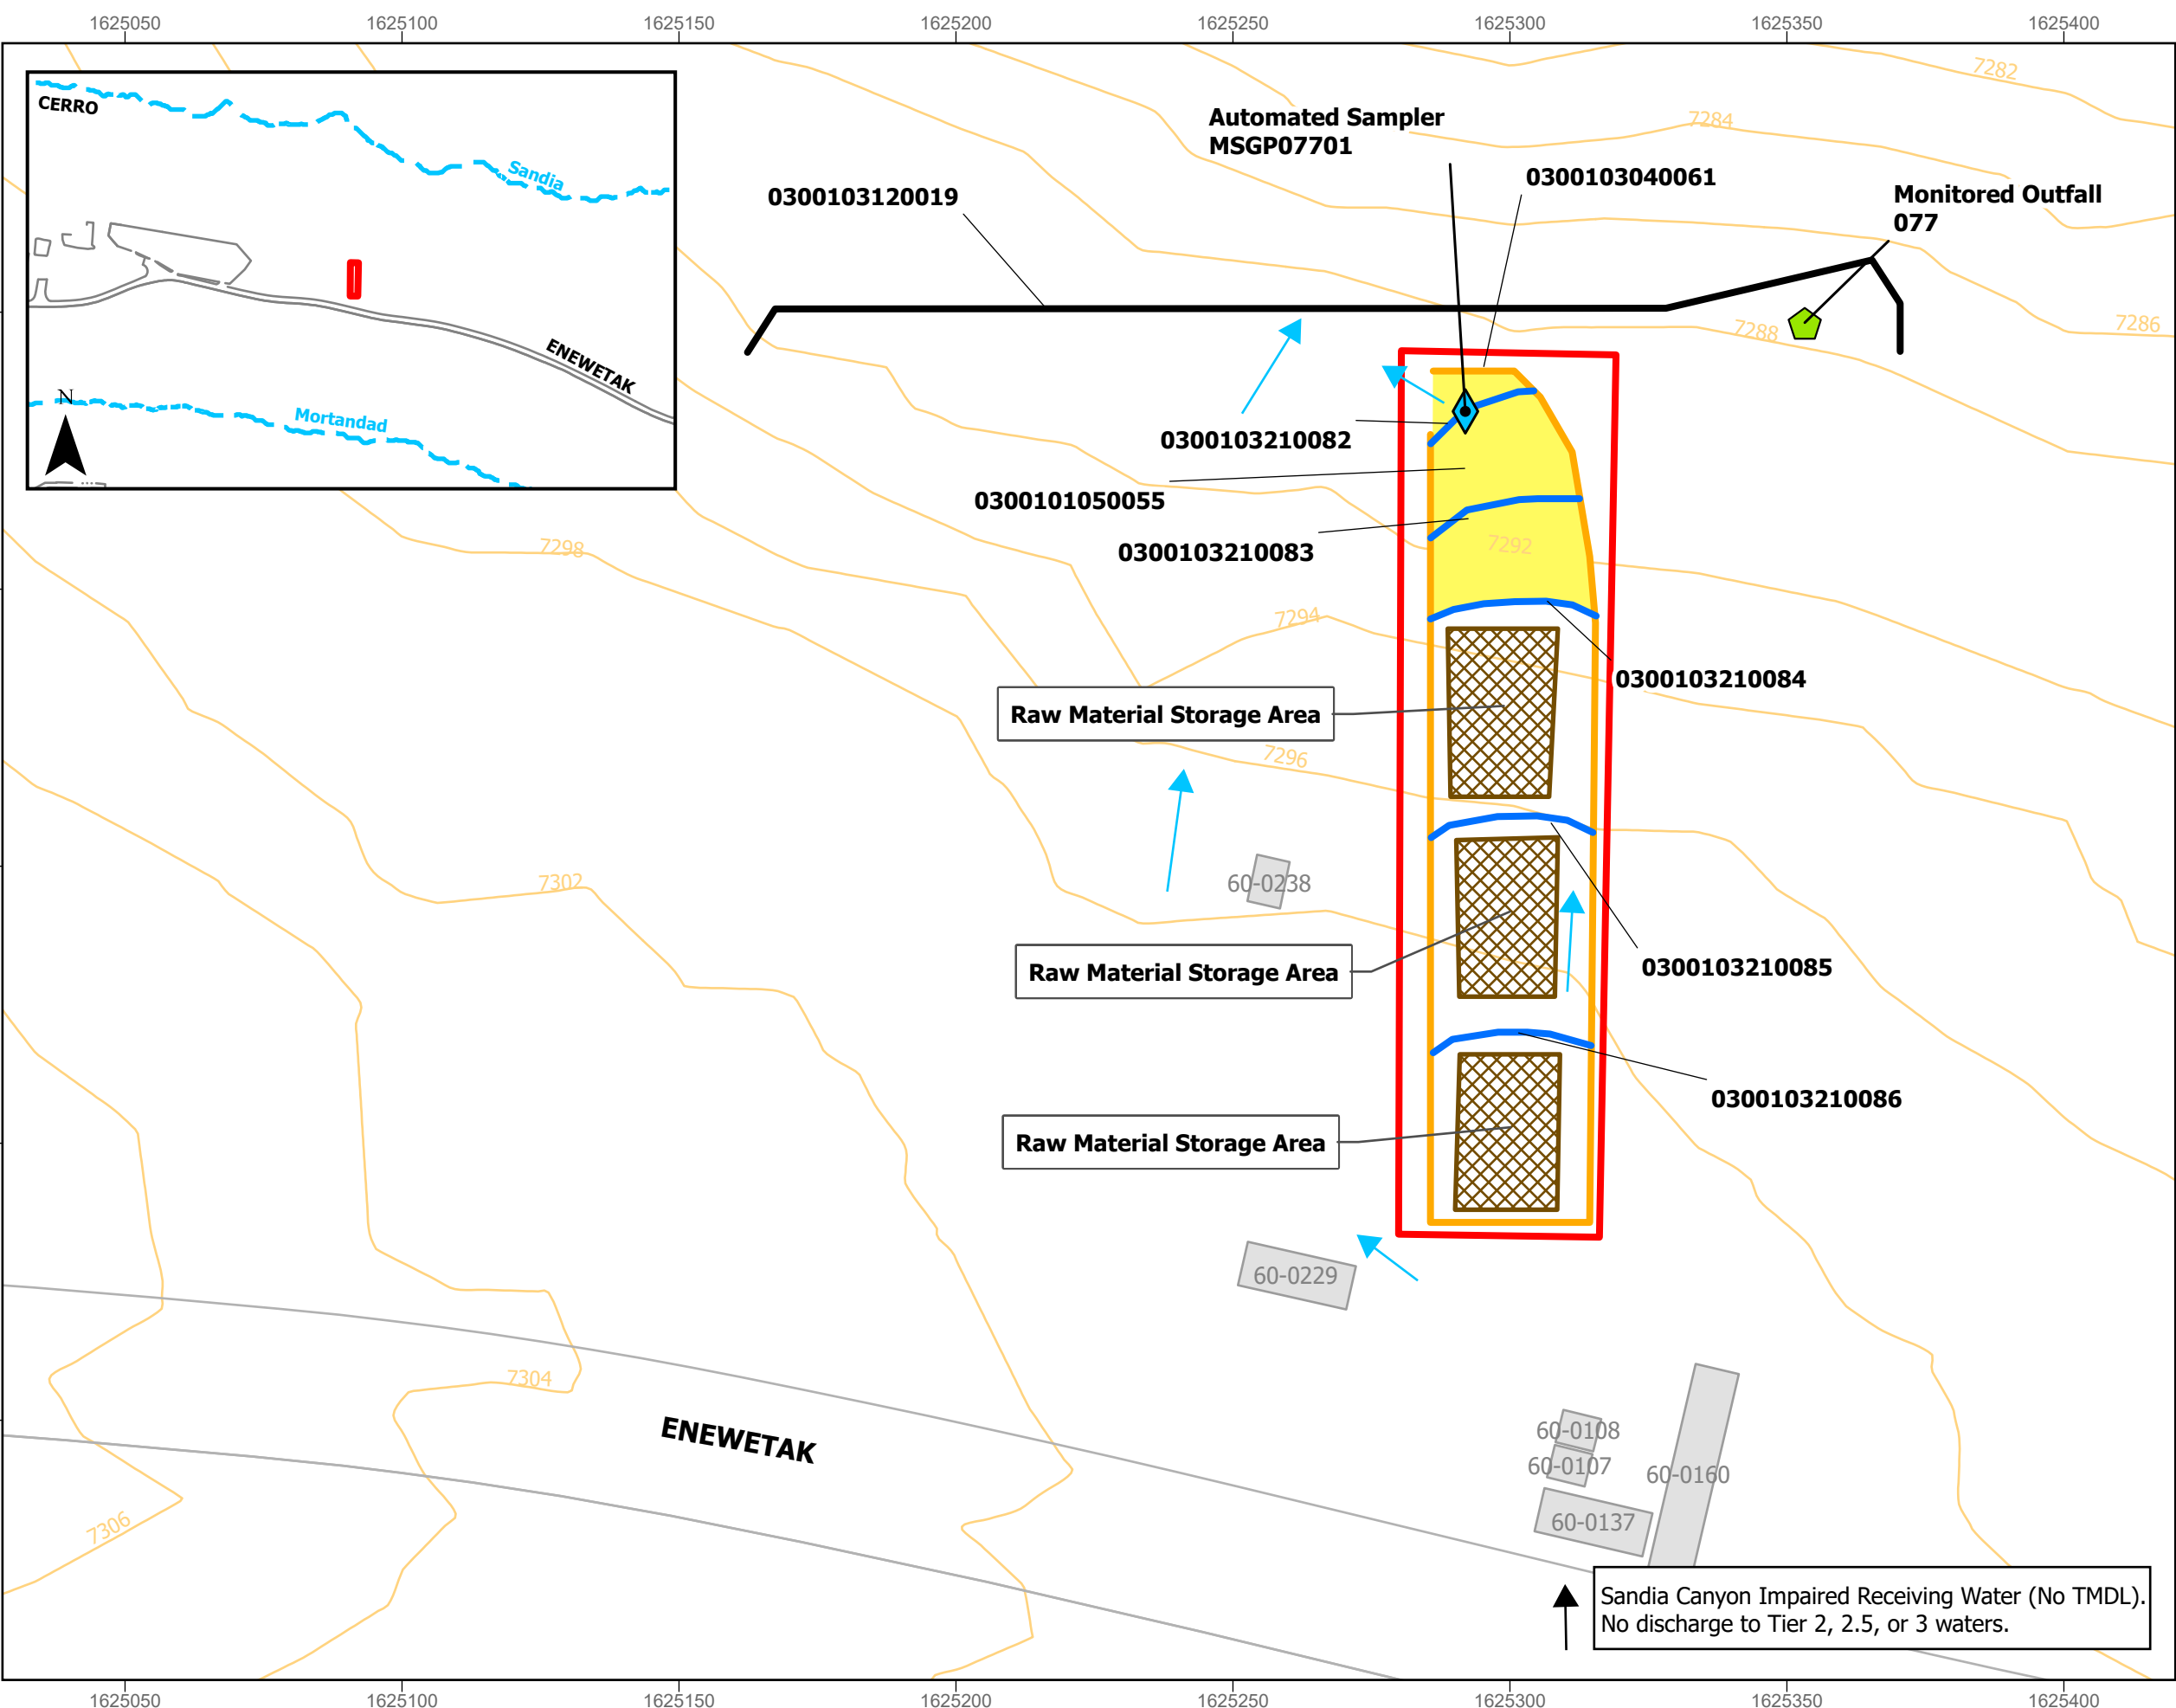 1625050 1625100 1625150 1625200 1625250 1625300 1625350 1625400
7282
CERRO
Automated Sampler
MSGP07701
7284
Sandia
0300103040061
0300103120019
Monitored Outfall
077
7286
7288
ENEWETAK
N
Mortandad
0300103210082
0300101050055
7292
7298
0300103210083
7294
0300103210084
Raw Material Storage Area
7296
7302
60-0238
0300103210085
Raw Material Storage Area
0300103210086
Raw Material Storage Area
60-0229
7304
ENEWETAK
60-0108
60-0107
60-0160
7306
60-0137
Sandia Canyon Impaired Receiving Water (No TMDL).
No discharge to Tier 2, 2.5, or 3 waters.
1625050 1625100 1625150 1625200 1625250 1625300 1625350 1625400